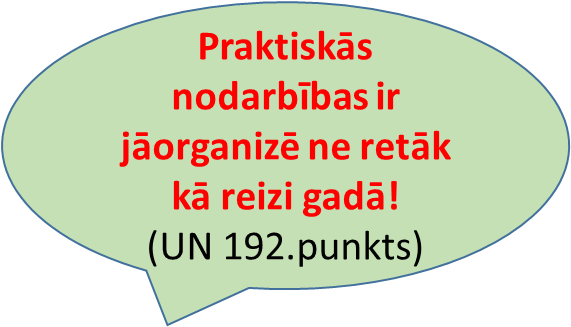 Praktiskās
nodarbības ir
jāorganizē ne retāk
kā reizi gadā!
(UN 192.punkts)